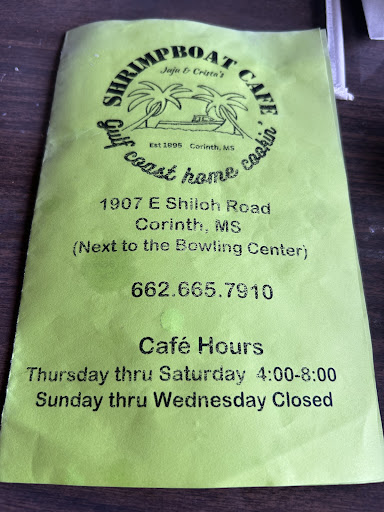 SHRIMPBOAT CAFE
JuJu & Crista's
Est 1995 Corinth, MS
Gulf coast home cookin'
1907 E Shiloh Road
Corinth, MS
(Next to the Bowling Center)
662.665.7910
Café Hours
Thursday thru Saturday 4:00-8:00
Sunday thru Wednesday Closed